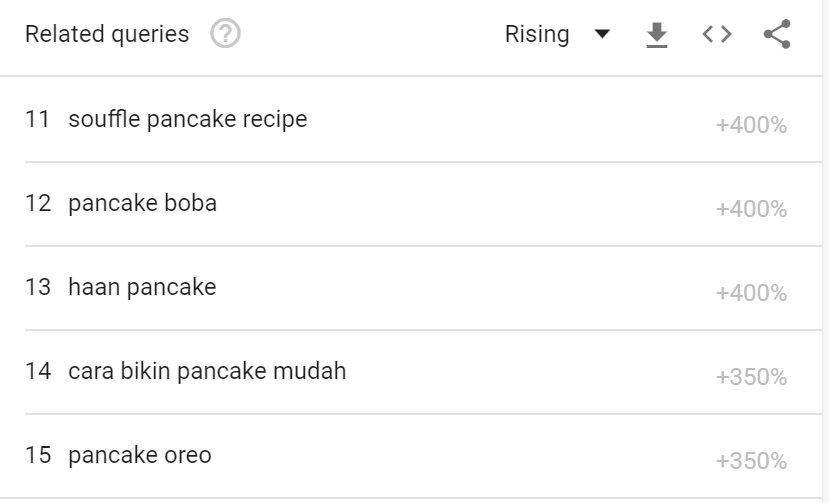 Related queries ? Rising
11 souffle pancake recipe +400%
12 pancake boba +400%
13 haan pancake +400%
14 cara bikin pancake mudah +350%
15 pancake oreo +350%